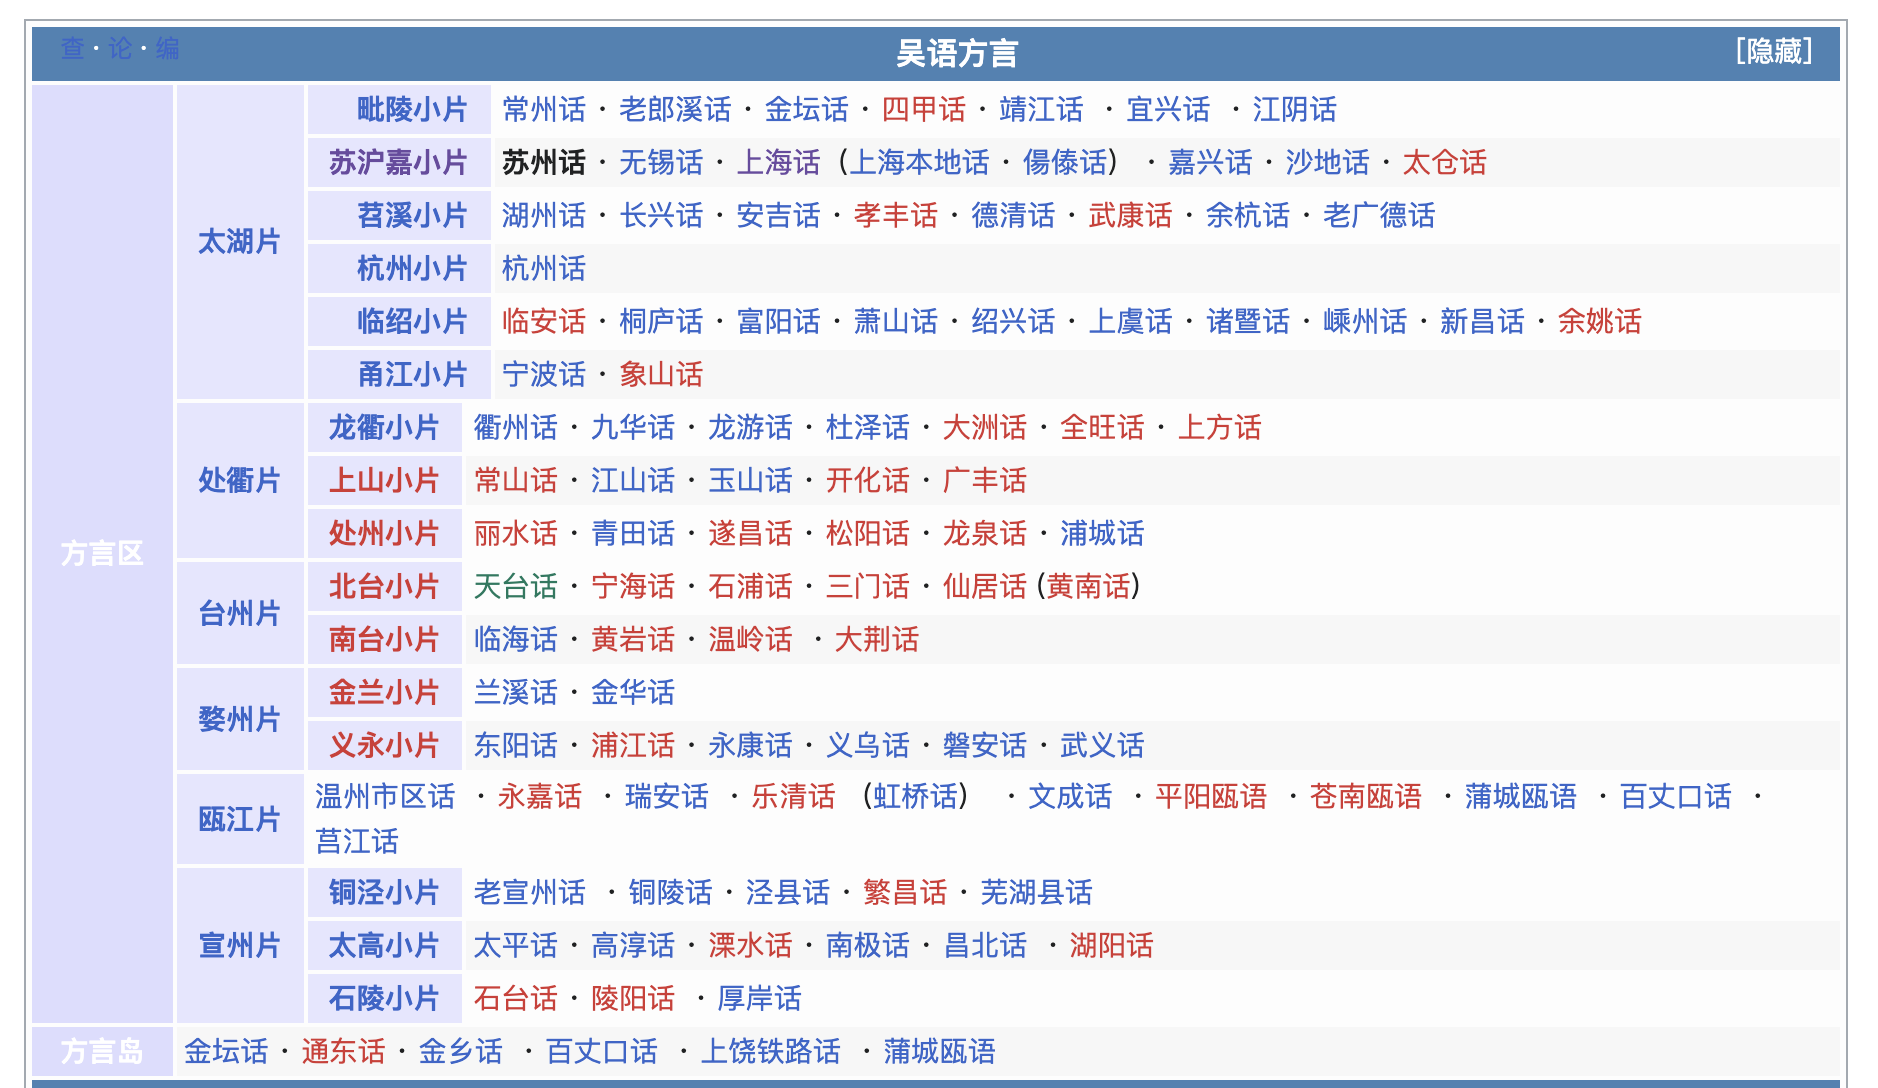 查·论·编 吴语方言 [隐藏]
方言区
太湖片
毗陵小片 常州话 · 老郎溪话 · 金坛话 · 四甲话 · 靖江话 · 宜兴话 · 江阴话
苏沪嘉小片 苏州话 · 无锡话 · 上海话（上海本地话 · 傷傣话） · 嘉兴话 · 沙地话 · 太仓话
苕溪小片 湖州话 · 长兴话 · 安吉话 · 孝丰话 · 德清话 · 武康话 · 余杭话 · 老广德话
杭州小片 杭州话
临绍小片 临安话 · 桐庐话 · 富阳话 · 萧山话 · 绍兴话 · 上虞话 · 诸暨话 · 嵊州话 · 新昌话 · 余姚话
甬江小片 宁波话 · 象山话
处衢片
龙衢小片 衢州话 · 九华话 · 龙游话 · 杜泽话 · 大洲话 · 全旺话 · 上方话
上山小片 常山话 · 江山话 · 玉山话 · 开化话 · 广丰话
处州小片 丽水话 · 青田话 · 遂昌话 · 松阳话 · 龙泉话 · 浦城话
台州片
北台小片 天台话 · 宁海话 · 石浦话 · 三门话 · 仙居话 (黄南话)
南台小片 临海话 · 黄岩话 · 温岭话 · 大荆话
婺州片
金兰小片 兰溪话 · 金华话
义永小片 东阳话 · 浦江话 · 永康话 · 义乌话 · 磐安话 · 武义话
瓯江片
温州市区话 · 永嘉话 · 瑞安话 · 乐清话 （虹桥话） · 文成话 · 平阳瓯语 · 苍南瓯语 · 蒲城瓯语 · 百丈口话 ·
莒江话
宣州片
铜泾小片 老宣州话 · 铜陵话 · 泾县话 · 繁昌话 · 芜湖县话
太高小片 太平话 · 高淳话 · 溧水话 · 南极话 · 昌北话 · 湖阳话
石陵小片 石台话 · 陵阳话 · 厚岸话
方言岛 金坛话 · 通东话 · 金乡话 · 百丈口话 · 上饶铁路话 · 蒲城瓯语